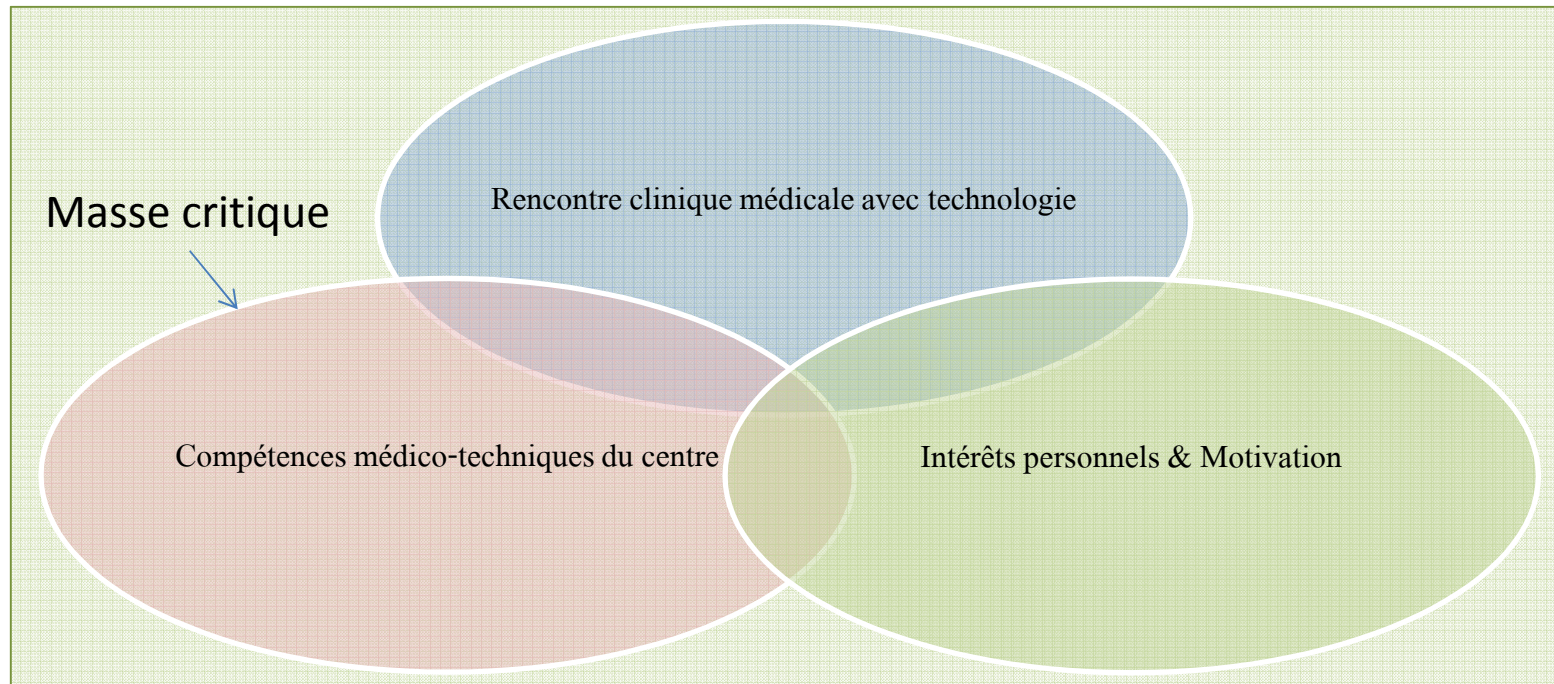 Rencontre clinique médicale avec technologie
Masse critique
Compétences médico-techniques du centre
Intérêts personnels & Motivation